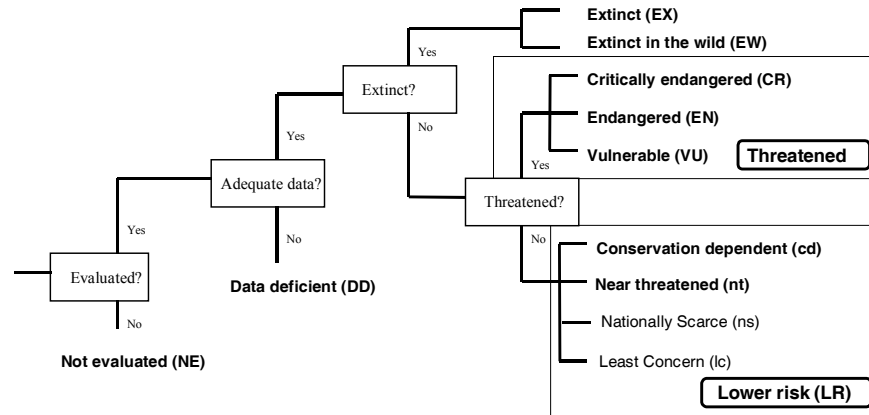 Extinct (EX)
Yes
Extinct in the wild (EW)
Extinct?
Critically endangered (CR)
No
Endangered (EN)
Yes
Yes
Vulnerable (VU)
Threatened
Adequate data?
Threatened?
Yes
No
No
Conservation dependent (cd)
Evaluated?
Data deficient (DD)
Near threatened (nt)
No
Nationally Scarce (ns)
Not evaluated (NE)
Least Concern (lc)
Lower risk (LR)